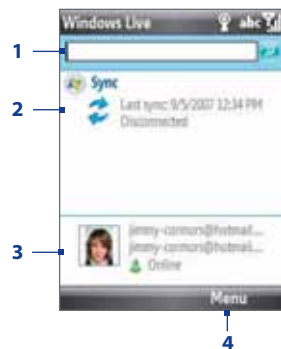 Windows Live abc
1
Sync
2
Last sync: 9/5/2007 12:34 PM
Disconnected
jimmy-connors@hotmail....
3
jimmy-connors@hotmail....
Online
Menu
4